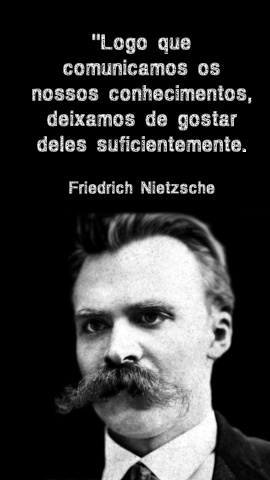 "Logo que
comunicamos os
nossos conhecimentos,
deixamos de gostar
deles suficientemente.
Friedrich Nietzsche